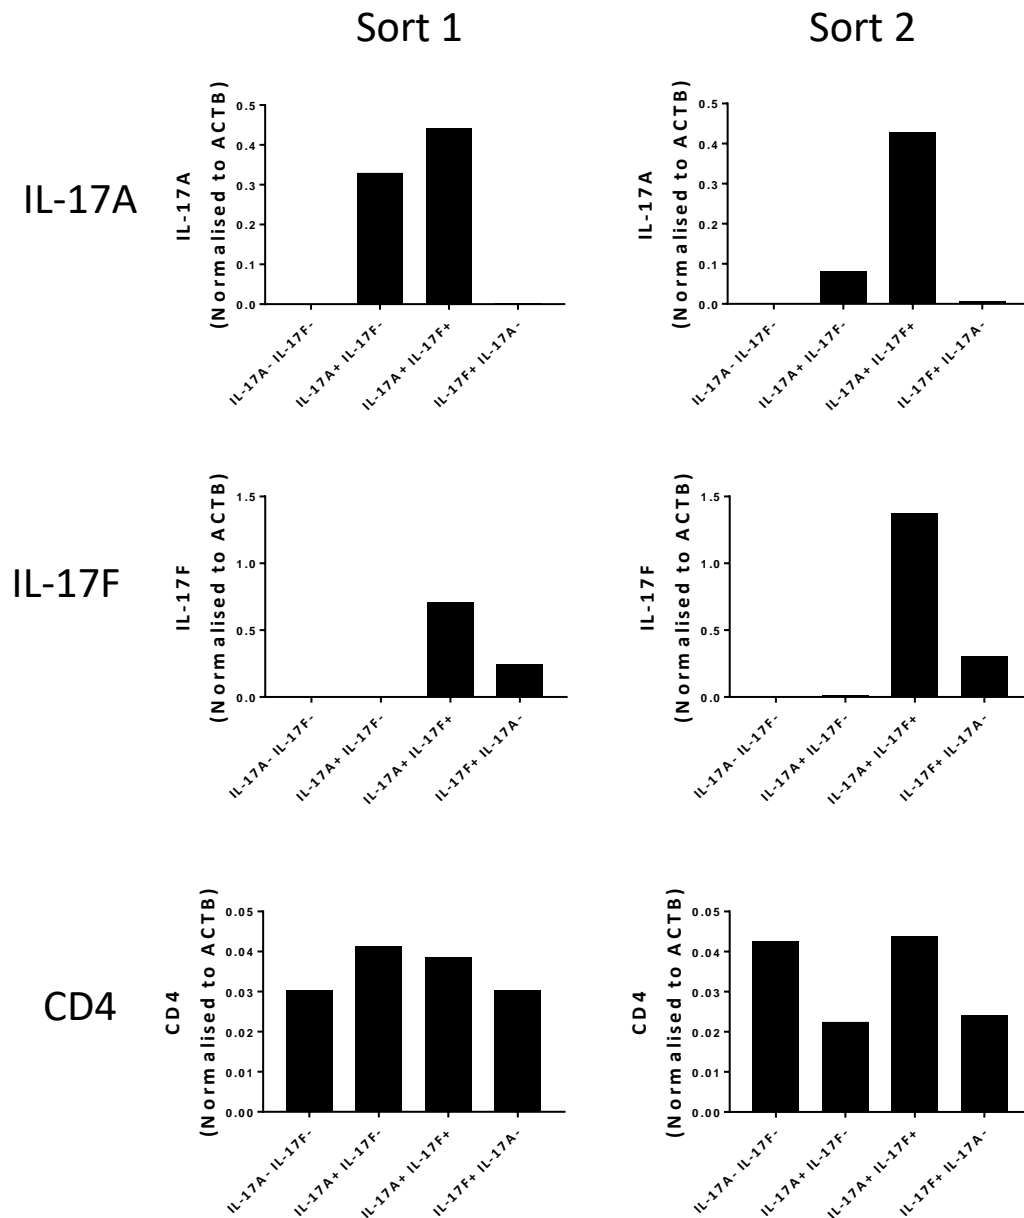 Sort 1
Sort 2
IL-17A
IL-17A
(Normalised to ACTB)
0.5
0.4
0.3
0.2
0.1
0.0
IL-17A- IL-17F-
IL-17A+ IL-17F-
IL-17A+ IL-17F+
IL-17F+ IL-17A-
IL-17A
(Normalised to ACTB)
0.5
0.4
0.3
0.2
0.1
0.0
IL-17A- IL-17F-
IL-17A+ IL-17F-
IL-17A+ IL-17F+
IL-17F+ IL-17A-
IL-17F
IL-17F
(Normalised to ACTB)
1.5
1.0
0.5
0.0
IL-17A- IL-17F-
IL-17A+ IL-17F-
IL-17A+ IL-17F+
IL-17F+ IL-17A-
IL-17F
(Normalised to ACTB)
1.5
1.0
0.5
0.0
IL-17A- IL-17F-
IL-17A+ IL-17F-
IL-17A+ IL-17F+
IL-17F+ IL-17A-
CD4
CD4
(Normalised to ACTB)
0.05
0.04
0.03
0.02
0.01
0.00
IL-17A- IL-17F-
IL-17A+ IL-17F-
IL-17A+ IL-17F+
IL-17F+ IL-17A-
CD4
(Normalised to ACTB)
0.05
0.04
0.03
0.02
0.01
0.00
IL-17A- IL-17F-
IL-17A+ IL-17F-
IL-17A+ IL-17F+
IL-17F+ IL-17A-